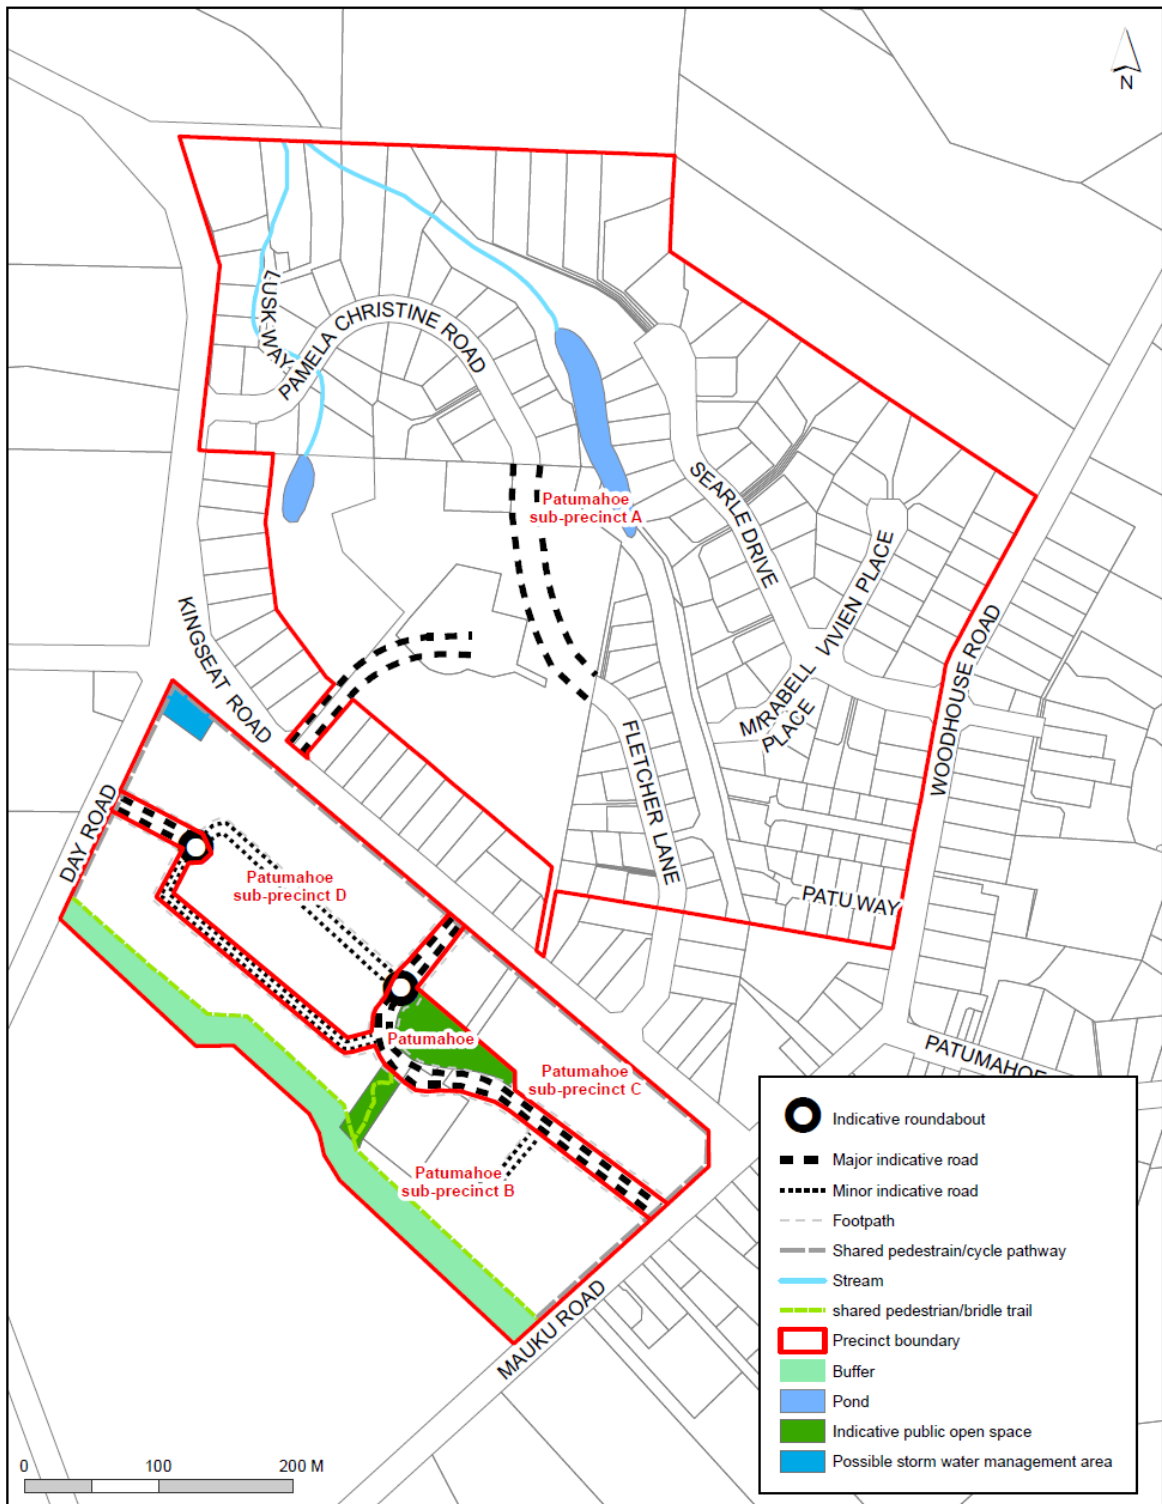 N
LUSK WAY
PAMELA CHRISTINE ROAD
SEARLE DRIVE
Patumahoe
sub-precinct A
VIVIEN PLACE
MIRABELL
PLACE
WOODHOUSE ROAD
KINGSEAT ROAD
FLETCHER LANE
DAY ROAD
Patumahoe
sub-precinct D
PATU WAY
Patumahoe
PATUMAHOE
Patumahoe
sub-precinct C
Patumahoe
sub-precinct B
MAUKU ROAD
Indicative roundabout
Major indicative road
Minor indicative road
Footpath
Shared pedestrain/cycle pathway
Stream
shared pedestrian/bridle trail
Precinct boundary
Buffer
Pond
Indicative public open space
Possible storm water management area
0 100 200 M